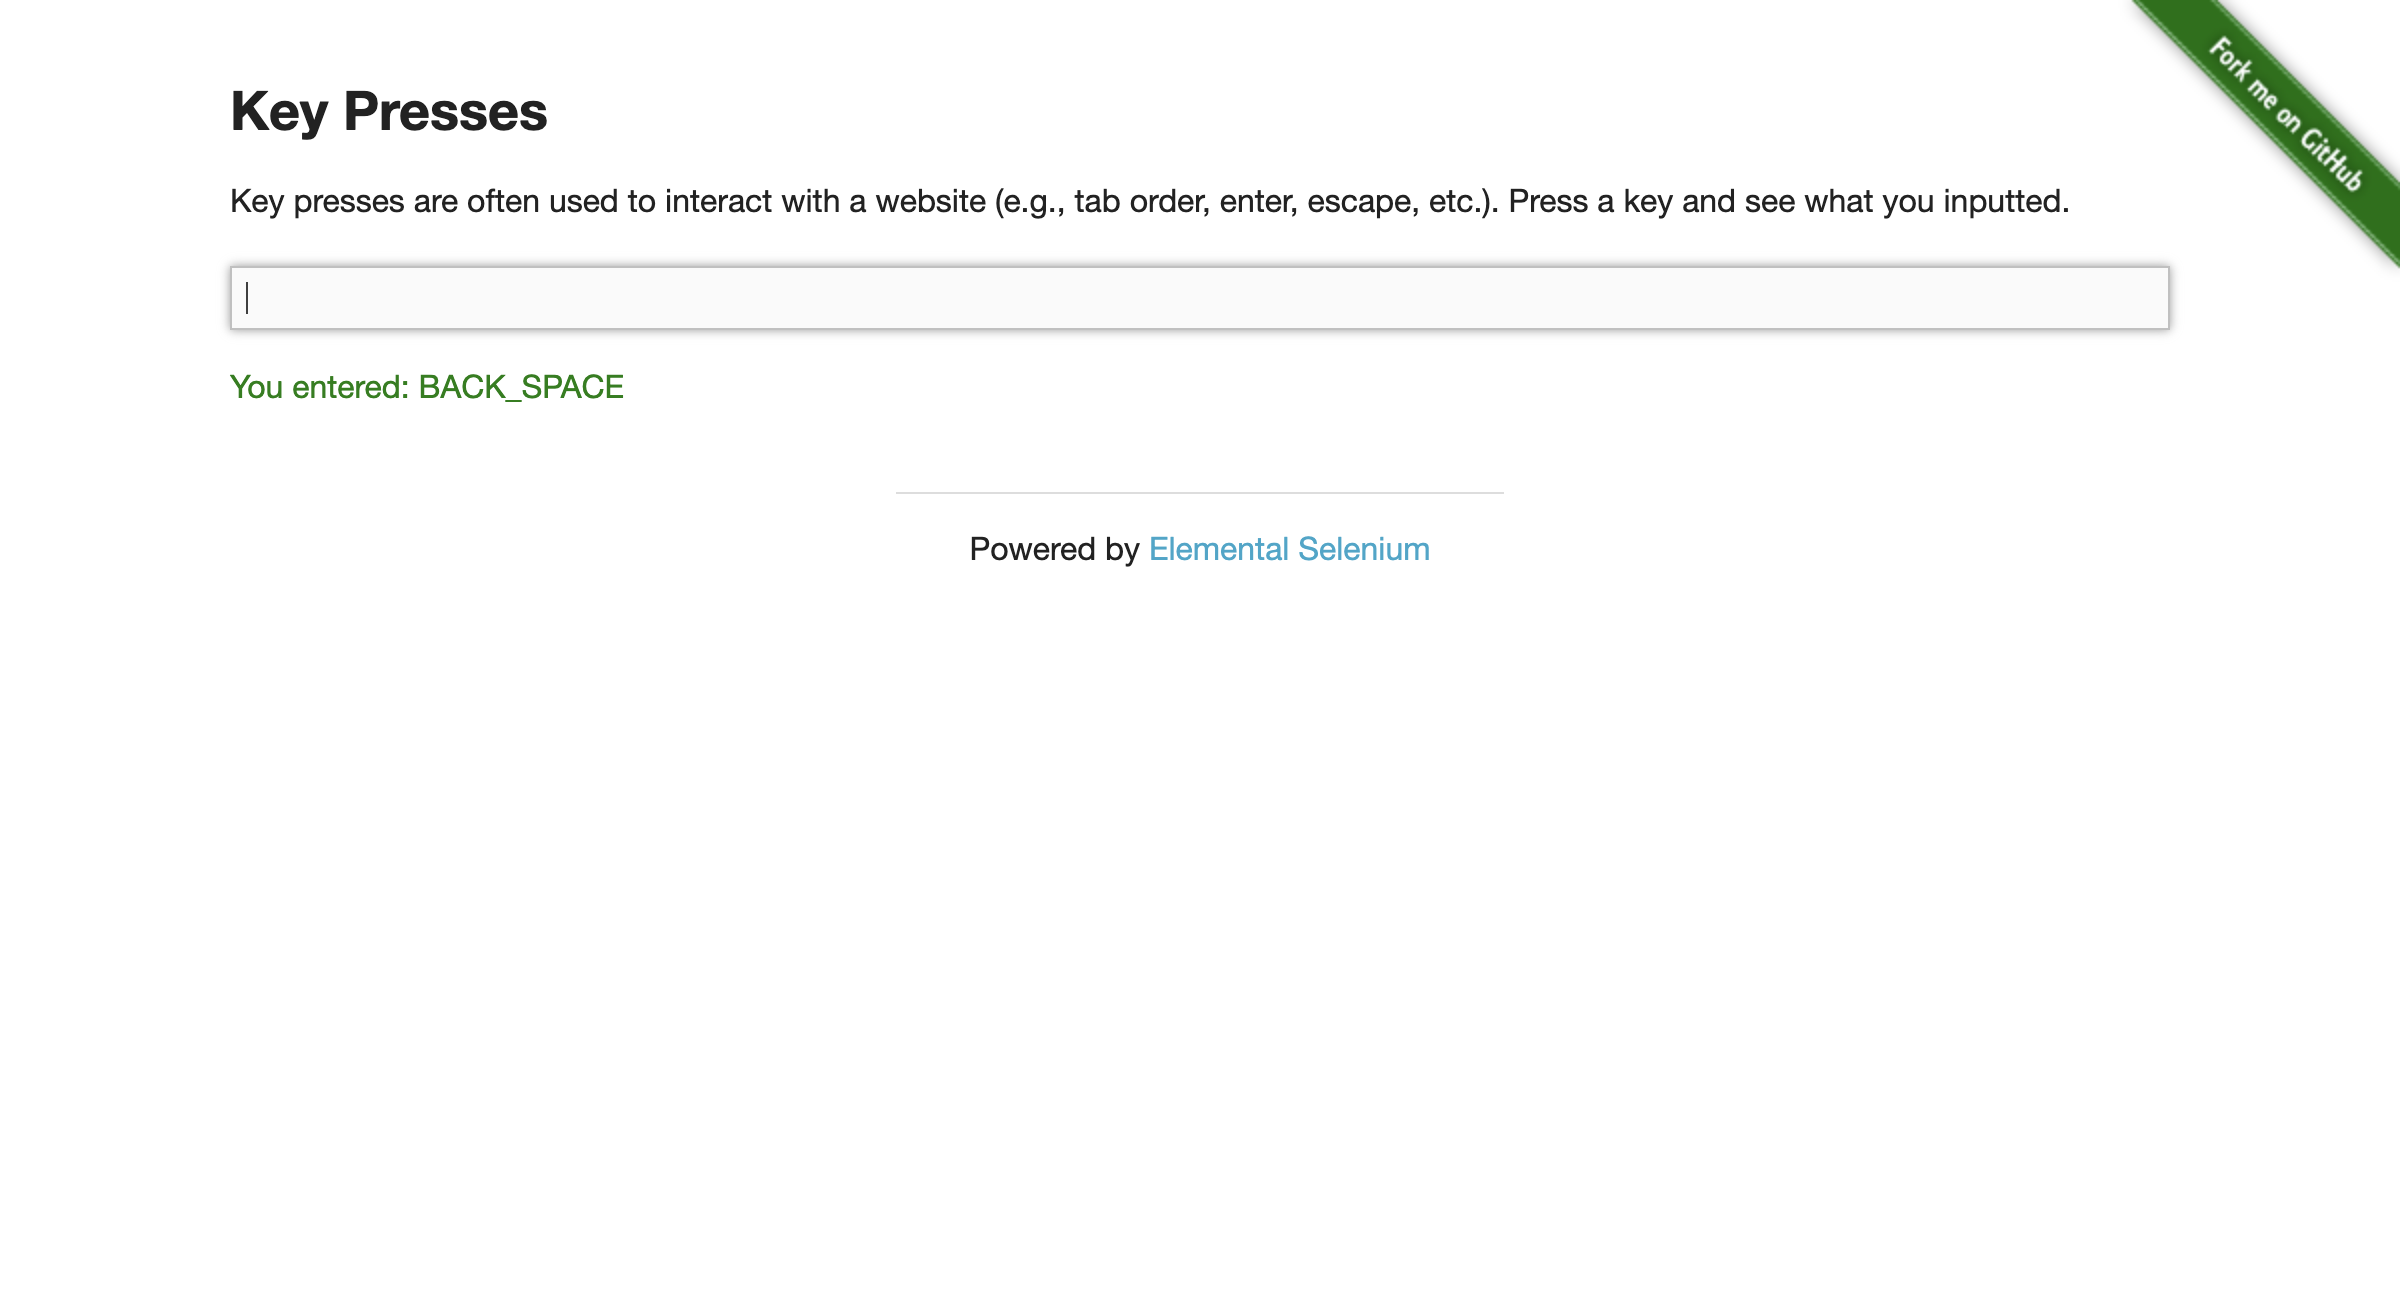 Fork me on GitHub
Key Presses
Key presses are often used to interact with a website (e.g., tab order, enter, escape, etc.). Press a key and see what you inputted.
You entered: BACK_SPACE
Powered by Elemental Selenium